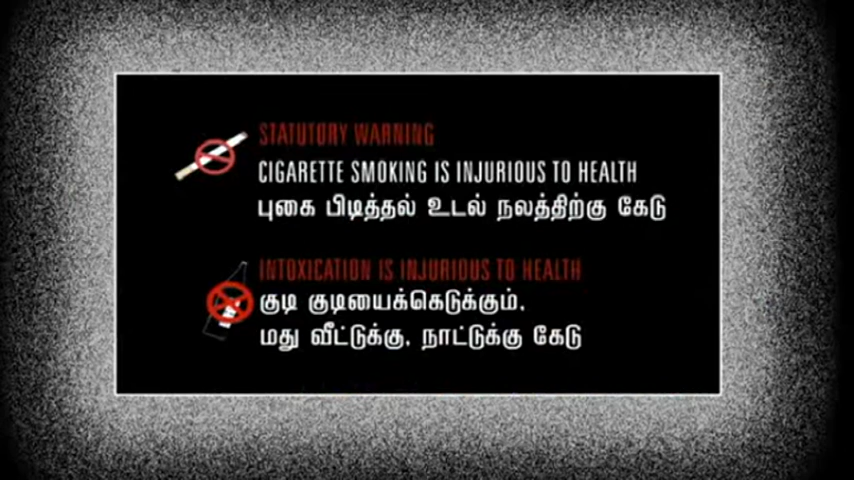 STATUTORY WARNING
CIGARETTE SMOKING IS INJURIOUS TO HEALTH
புகை பிடித்தல் உடல் நலத்திற்கு கேடு
INTOXICATION IS INJURIOUS TO HEALTH
குடி குடியைக்கெடுக்கும்,
மது வீட்டுக்கு, நாட்டுக்கு கேடு